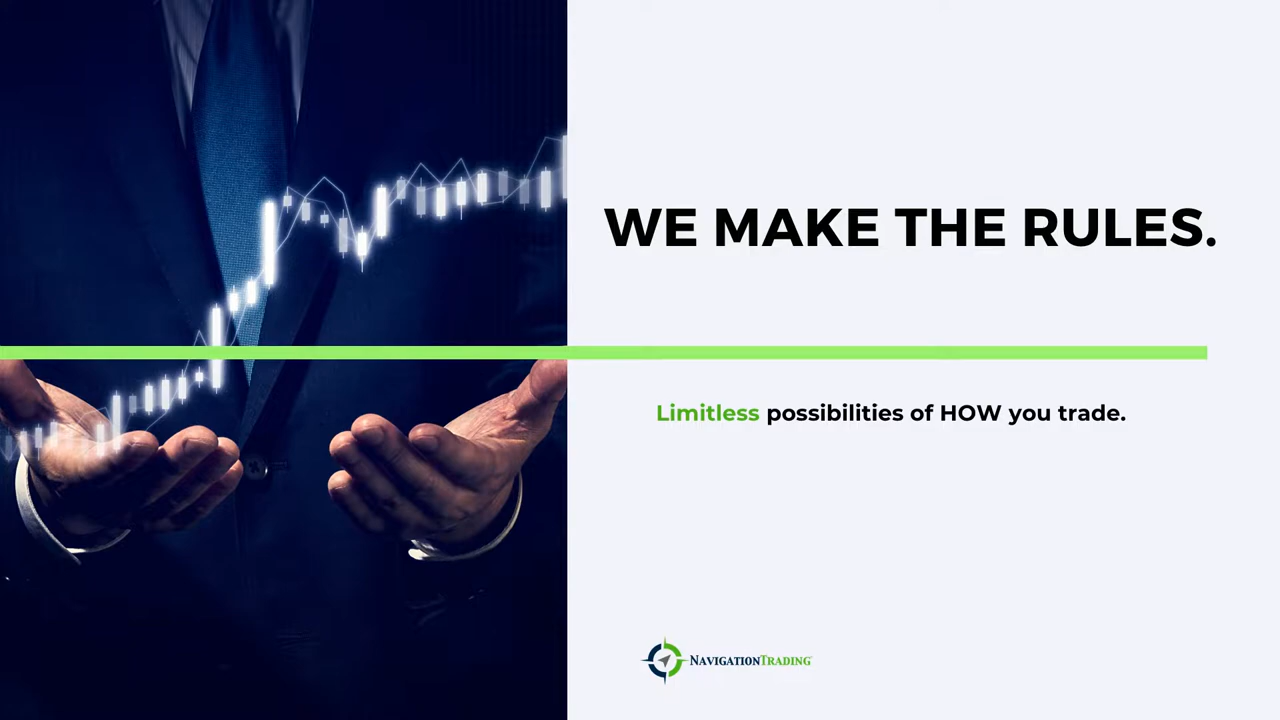 WE MAKE THE RULES.
Limitless possibilities of HOW you trade.
NAVIGATIONTRADING